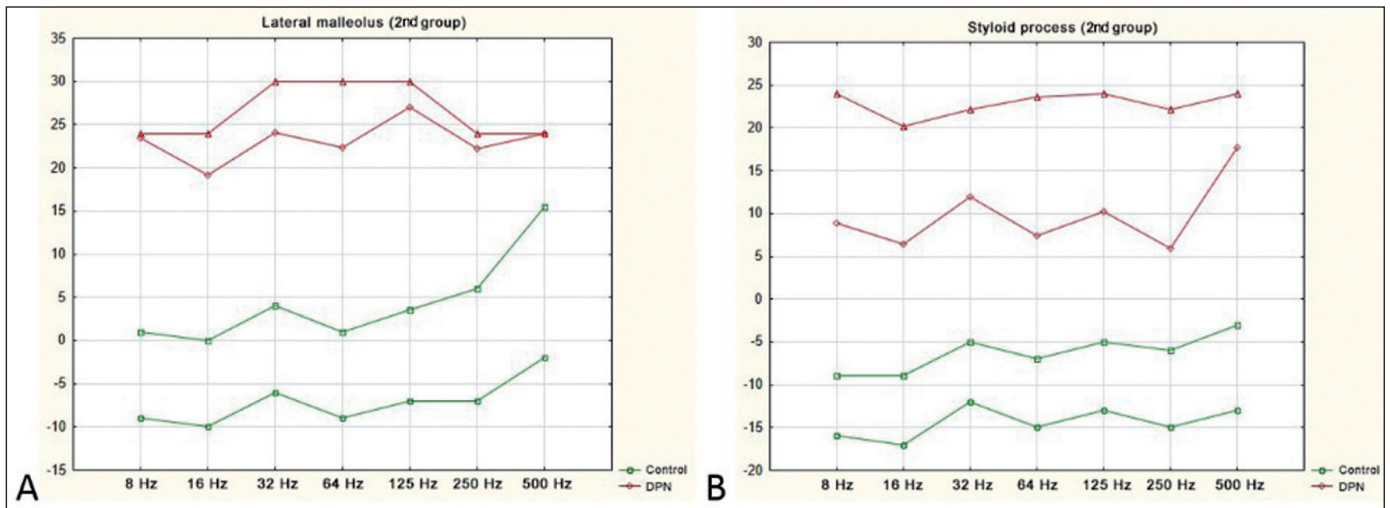 Lateral malleolus (2nd group)
35
30
25
20
15
10
5
0
-5
-10
-15
8 Hz 16 Hz 32 Hz 64 Hz 125 Hz 250 Hz 500 Hz
Control
DPN
A
Styloid process (2nd group)
30
25
20
15
10
5
0
-5
-10
-15
-20
8 Hz 16 Hz 32 Hz 64 Hz 125 Hz 250 Hz 500 Hz
Control
DPN
B